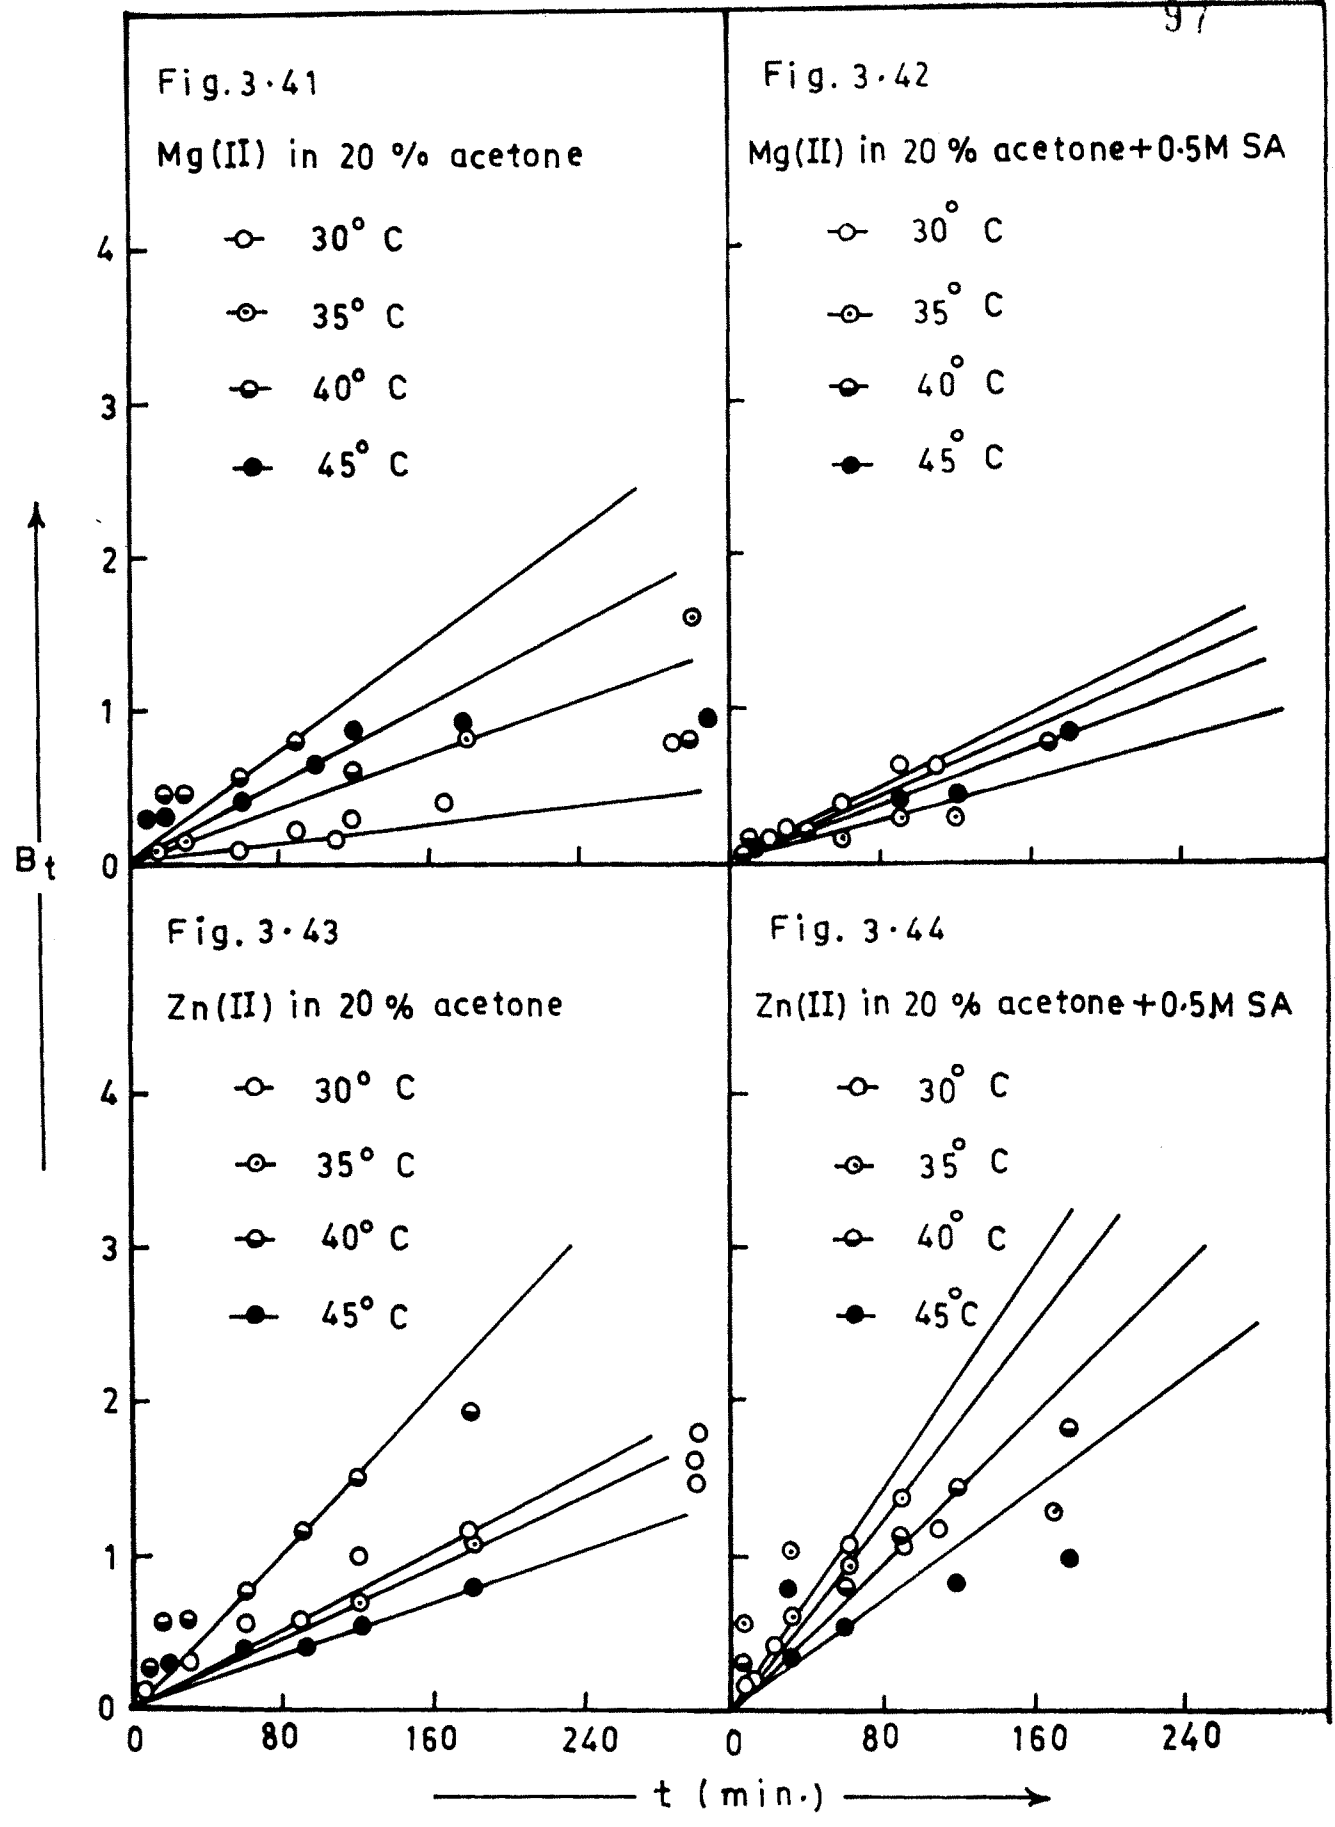 97
Fig. 3.41
Mg(II) in 20 % acetone
30° C
35° C
40° C
45° C
4
3
2
1
0
Fig. 3.42
Mg(II) in 20 % acetone+0.5M SA
30° C
35° C
40° C
45° C
Bt
Fig. 3.43
Zn(II) in 20 % acetone
30° C
35° C
40° C
45° C
4
3
2
1
0
0 80 160 240
Fig. 3.44
Zn(II) in 20 % acetone+0.5M SA
30° C
35° C
40° C
45°C
0 80 160 240
t (min.)